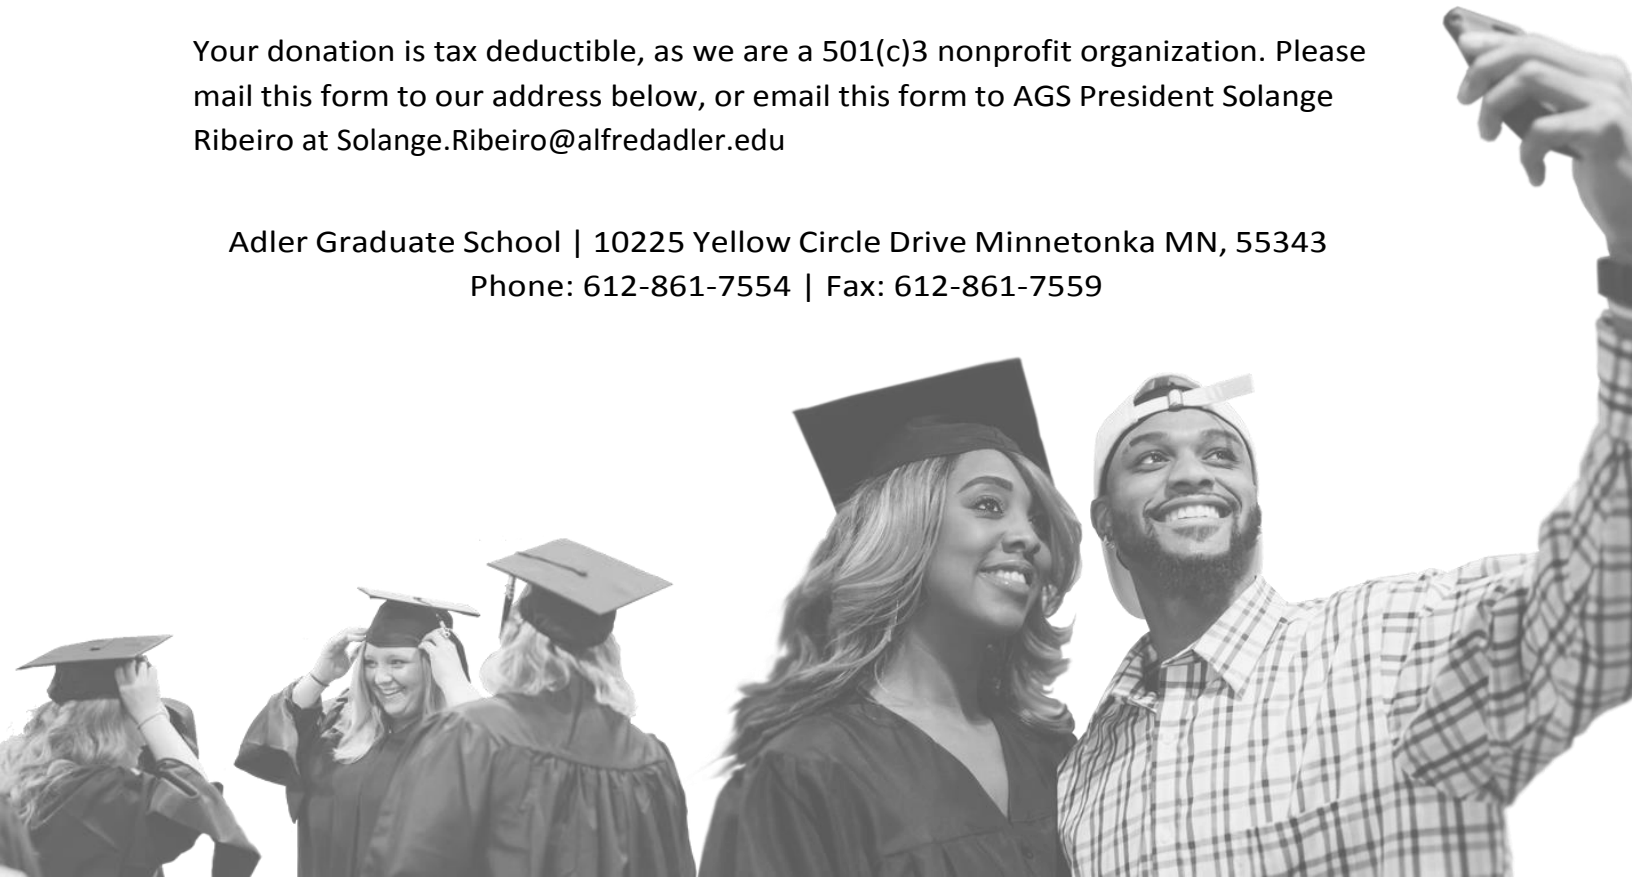 Your donation is tax deductible, as we are a 501(c)3 nonprofit organization. Please
mail this form to our address below, or email this form to AGS President Solange
Ribeiro at Solange.Ribeiro@alfredadler.edu
Adler Graduate School | 10225 Yellow Circle Drive Minnetonka MN, 55343
Phone: 612-861-7554 | Fax: 612-861-7559